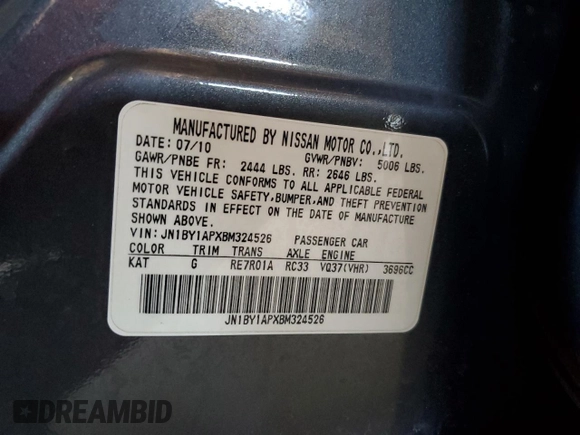 MANUFACTURED BY NISSAN MOTOR CO.,LTD.
DATE: 07/10 GVWR/PNBV: 5006 LBS.
GAWR/PNBE FR: 2444 LBS. RR: 2646 LBS.
THIS VEHICLE CONFORMS TO ALL APPLICABLE FEDERAL
MOTOR VEHICLE SAFETY,BUMPER,AND THEFT PREVENTION
STANDARDS IN EFFECT ON THE DATE OF MANUFACTURE
SHOWN ABOVE.
VIN: JN1BY1APXBM324526 PASSENGER CAR
COLOR TRIM TRANS AXLE ENGINE
KAT G RE7R01A RC33 VQ37(VHR) 3696CC
JN1BY1APXBM324526
DREAMBID